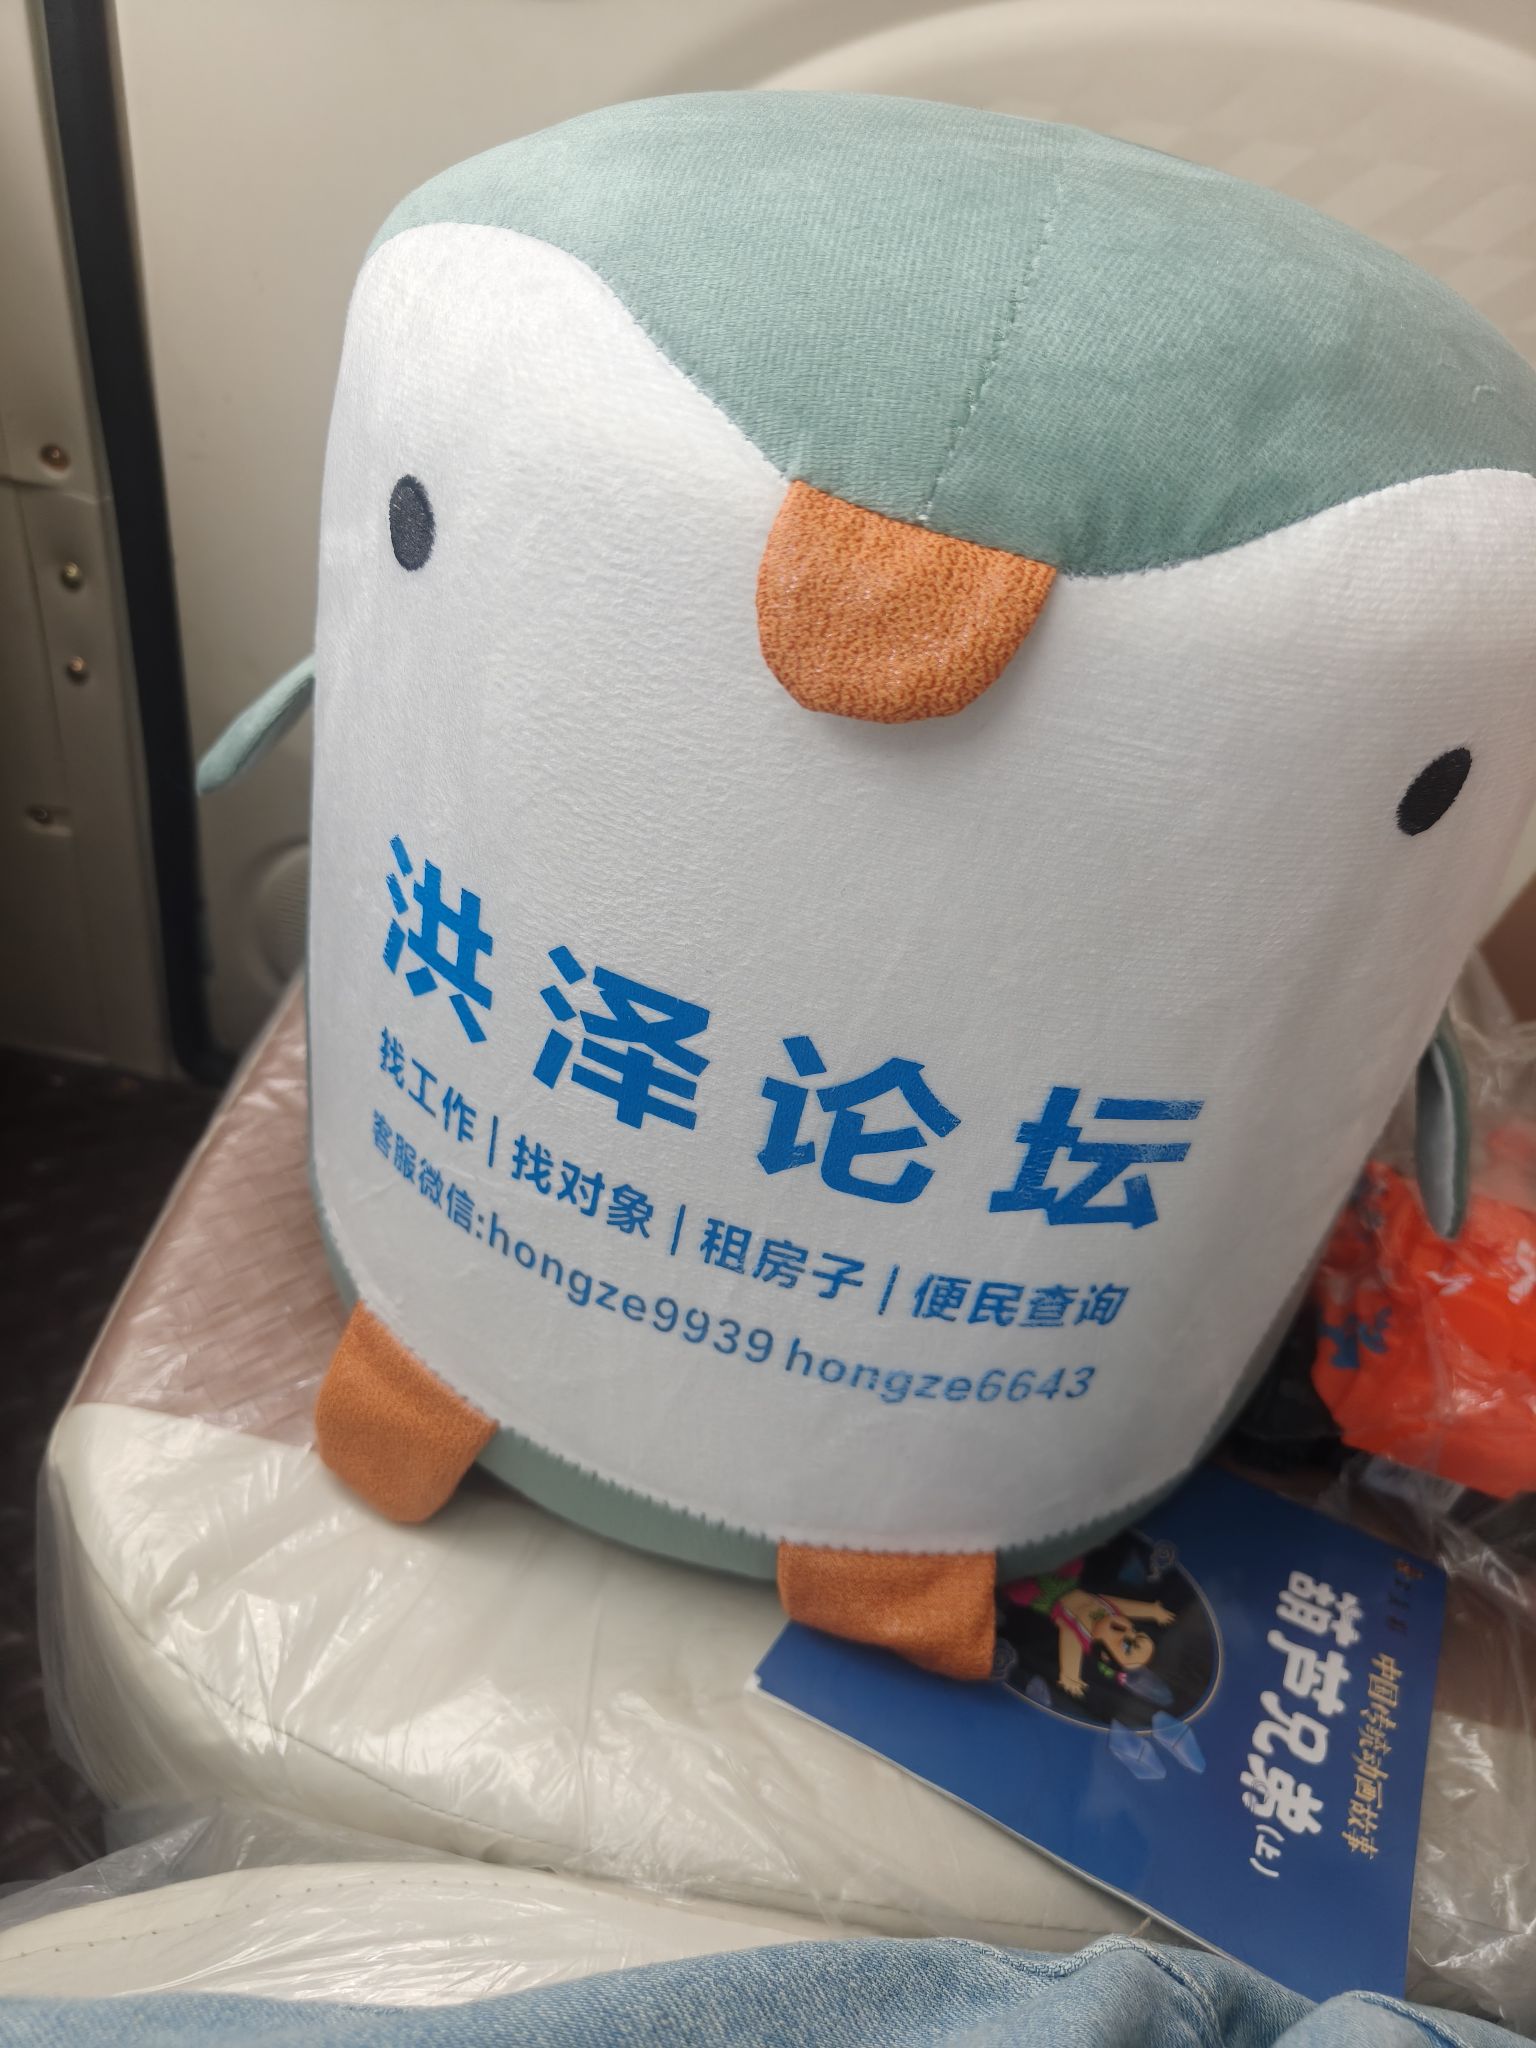 洪泽论坛
找工作|找对象|租房子|便民查询
客服微信:hongze9939 hongze6643
中国传统动画故事
葫芦兄弟(上)